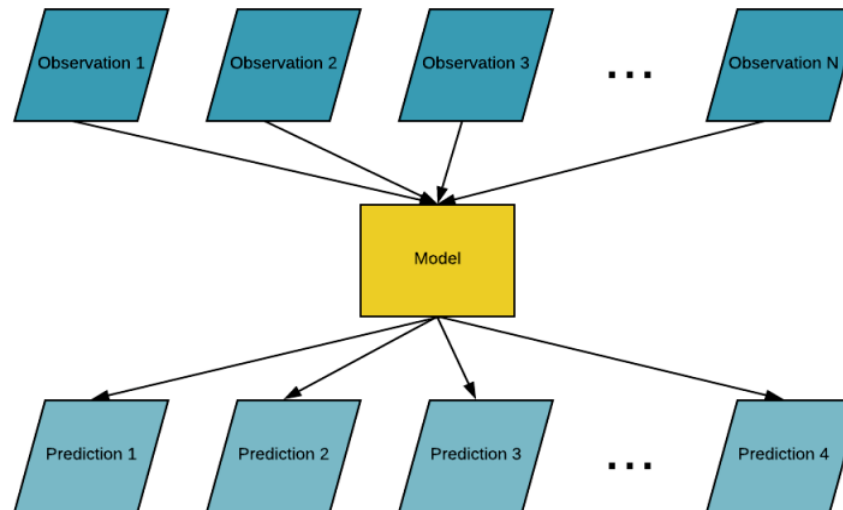 Observation 1
Observation 2
Observation 3
...
Observation N
Model
Prediction 1
Prediction 2
Prediction 3
...
Prediction 4